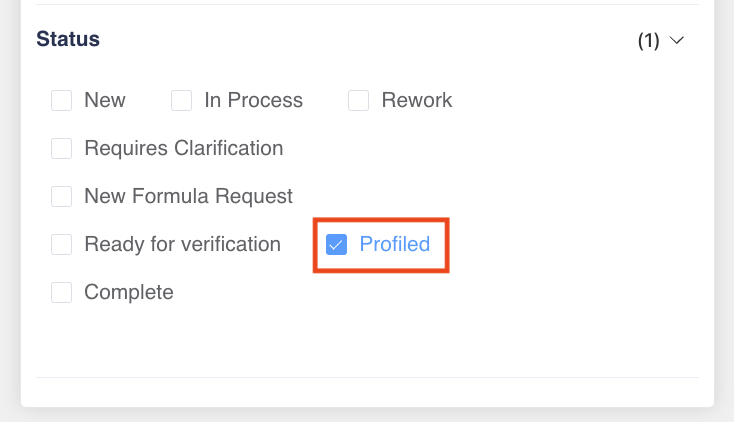 Status (1)
New In Process Rework
Requires Clarification
New Formula Request
Ready for verification Profiled
Complete